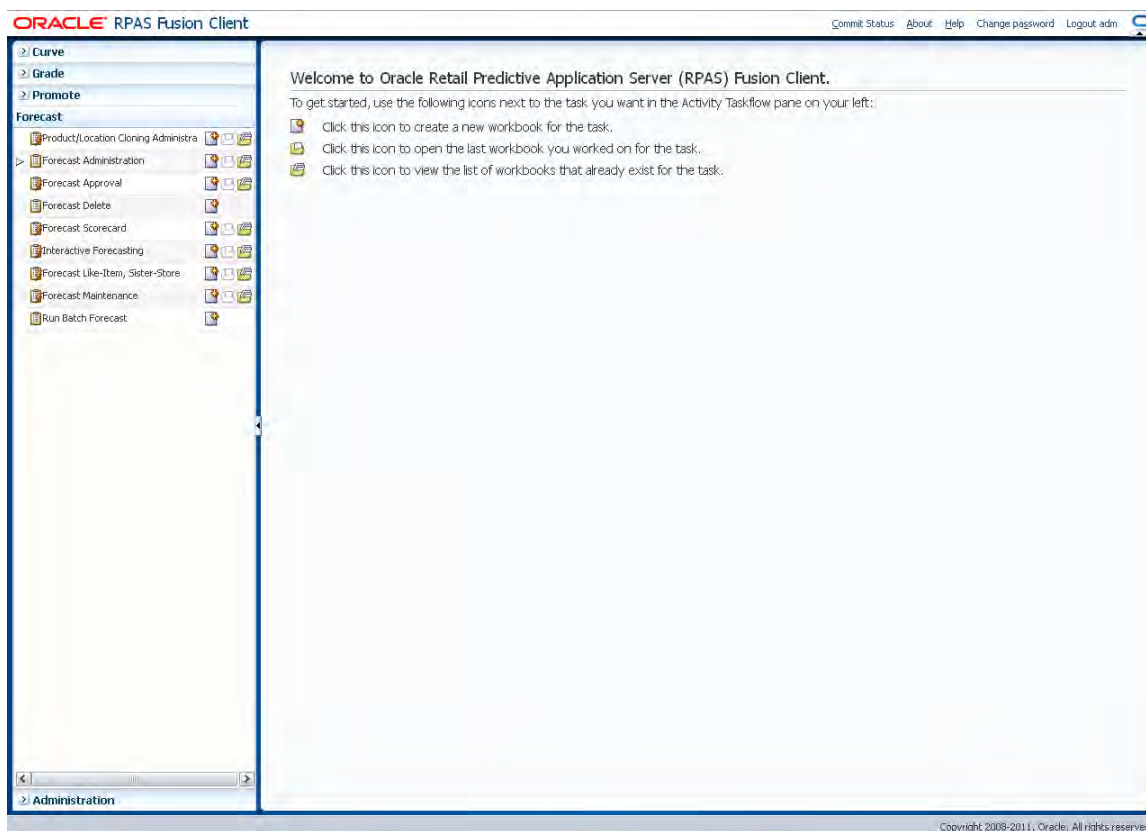 ORACLE RPAS Fusion Client
Commit Status About Help Change password Logout adm
Curve
Grade
Promote
Forecast
Product/Location Cloning Administra
Forecast Administration
Forecast Approval
Forecast Delete
Forecast Scorecard
Interactive Forecasting
Forecast Like-Item, Sister-Store
Forecast Maintenance
Run Batch Forecast
Administration
Welcome to Oracle Retail Predictive Application Server (RPAS) Fusion Client.
To get started, use the following icons next to the task you want in the Activity Taskflow pane on your left:
Click this icon to create a new workbook for the task.
Click this icon to open the last workbook you worked on for the task.
Click this icon to view the list of workbooks that already exist for the task.
Copyright 2008-2011, Oracle. All rights reserve